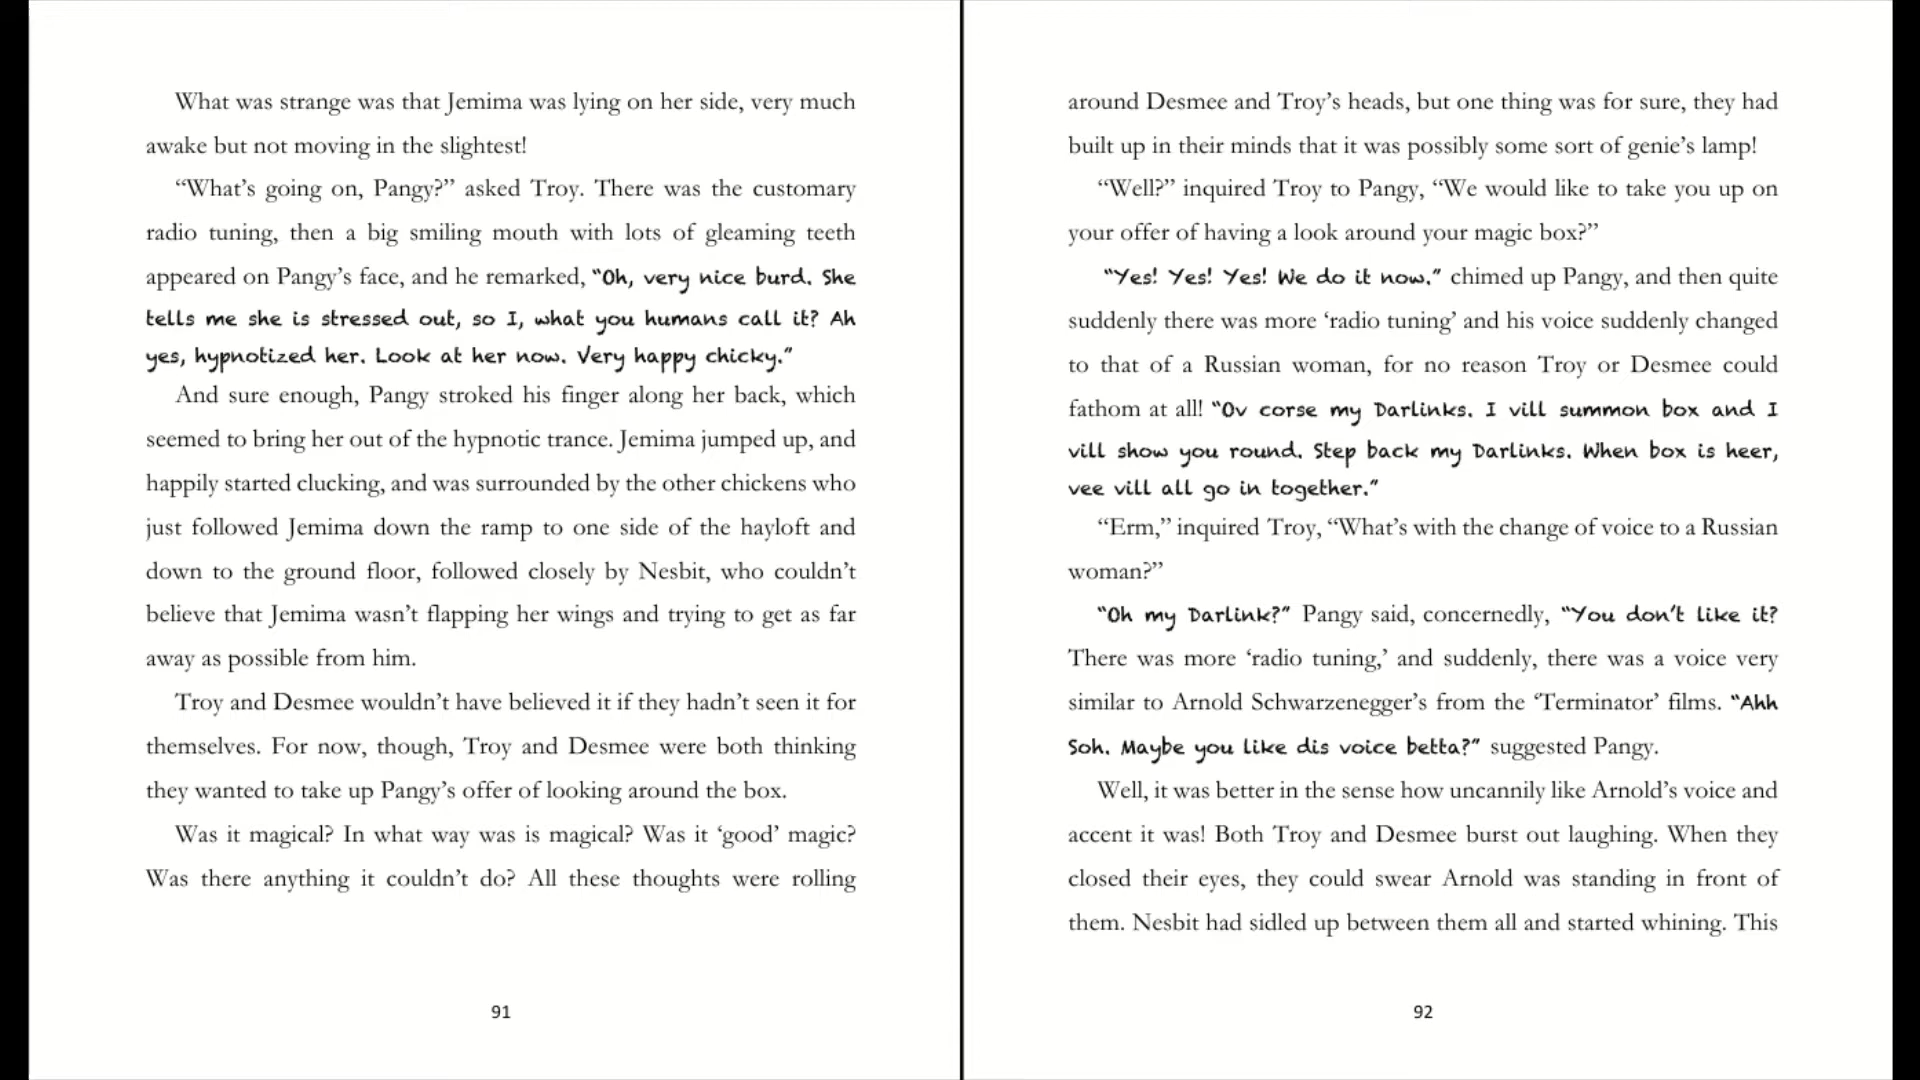 What was strange was that Jemima was lying on her side, very much
awake but not moving in the slightest!
“What’s going on, Pangy?” asked Troy. There was the customary
radio tuning, then a big smiling mouth with lots of gleaming teeth
appeared on Pangy’s face, and he remarked, “Oh, very nice burd. She
tells me she is stressed out, so I, what you humans call it? Ah
yes, hypnotized her. Look at her now. Very happy chicky.”
And sure enough, Pangy stroked his finger along her back, which
seemed to bring her out of the hypnotic trance. Jemima jumped up, and
happily started clucking, and was surrounded by the other chickens who
just followed Jemima down the ramp to one side of the hayloft and
down to the ground floor, followed closely by Nesbit, who couldn’t
believe that Jemima wasn’t flapping her wings and trying to get as far
away as possible from him.
Troy and Desmee wouldn’t have believed it if they hadn’t seen it for
themselves. For now, though, Troy and Desmee were both thinking
they wanted to take up Pangy’s offer of looking around the box.
Was it magical? In what way was is magical? Was it ‘good’ magic?
Was there anything it couldn’t do? All these thoughts were rolling
91
around Desmee and Troy’s heads, but one thing was for sure, they had
built up in their minds that it was possibly some sort of genie’s lamp!
“Well?” inquired Troy to Pangy, “We would like to take you up on
your offer of having a look around your magic box?”
“Yes! Yes! Yes! We do it now.” chimed up Pangy, and then quite
suddenly there was more ‘radio tuning’ and his voice suddenly changed
to that of a Russian woman, for no reason Troy or Desmee could
fathom at all! “Ov corse my Darlinks. I vill summon box and I
vill show you round. Step back my Darlinks. When box is heer,
vee vill all go in together.”
“Erm,” inquired Troy, “What’s with the change of voice to a Russian
woman?”
“Oh my Darlink?” Pangy said, concernedly, “You don’t like it?
There was more ‘radio tuning,’ and suddenly, there was a voice very
similar to Arnold Schwarzenegger’s from the ‘Terminator’ films. “Ahh
Soh. Maybe you like dis voice betta?” suggested Pangy.
Well, it was better in the sense how uncannily like Arnold’s voice and
accent it was! Both Troy and Desmee burst out laughing. When they
closed their eyes, they could swear Arnold was standing in front of
them. Nesbit had sidled up between them all and started whining. This
92